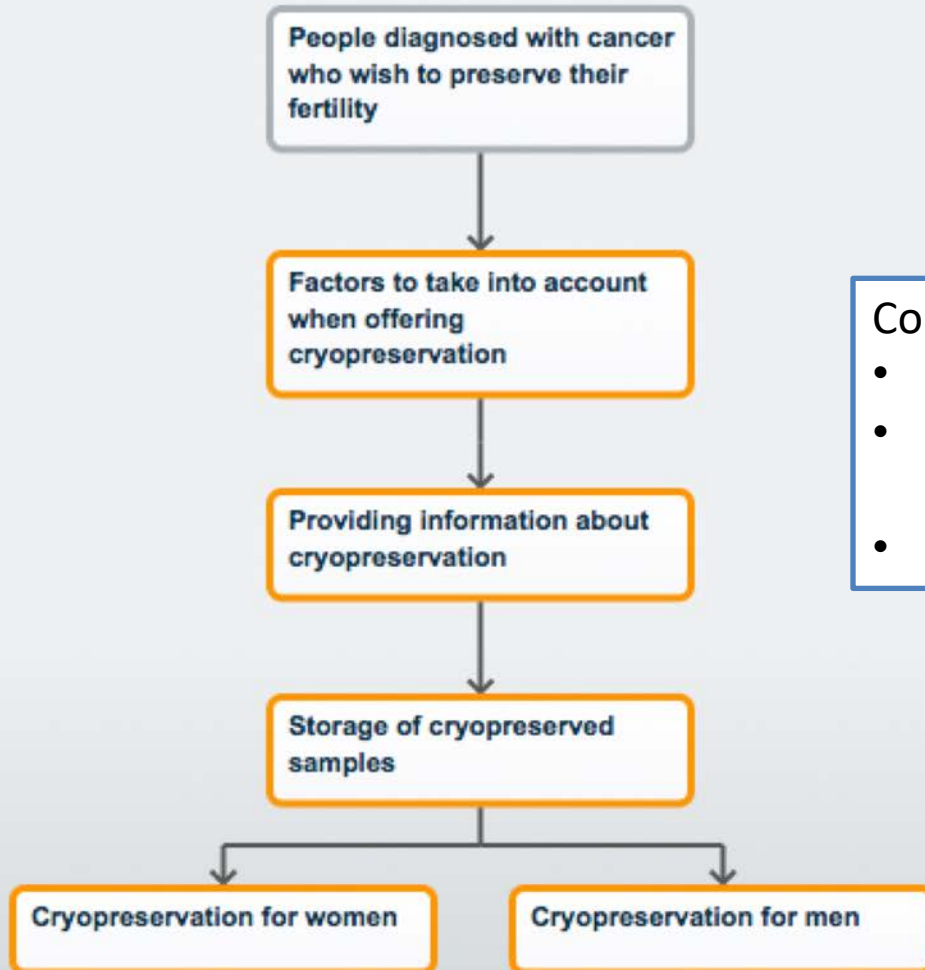 People diagnosed with cancer
who wish to preserve their
fertility
Factors to take into account
when offering
cryopreservation
Providing information about
cryopreservation
Storage of cryopreserved
samples
Cryopreservation for women
Cryopreservation for men
Co
•
•
•